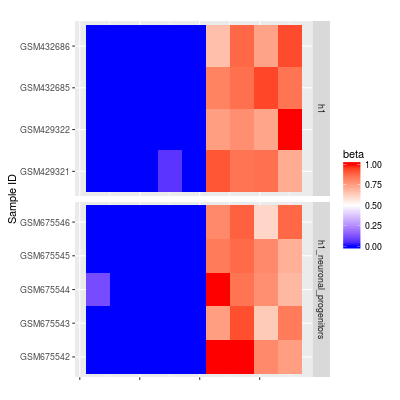 GSM432686
GSM432685
GSM429322
GSM429321
h1
GSM675546
GSM675545
GSM675544
GSM675543
GSM675542
h1_neuronal_progenitors
Sample ID
beta
1.00
0.75
0.50
0.25
0.00